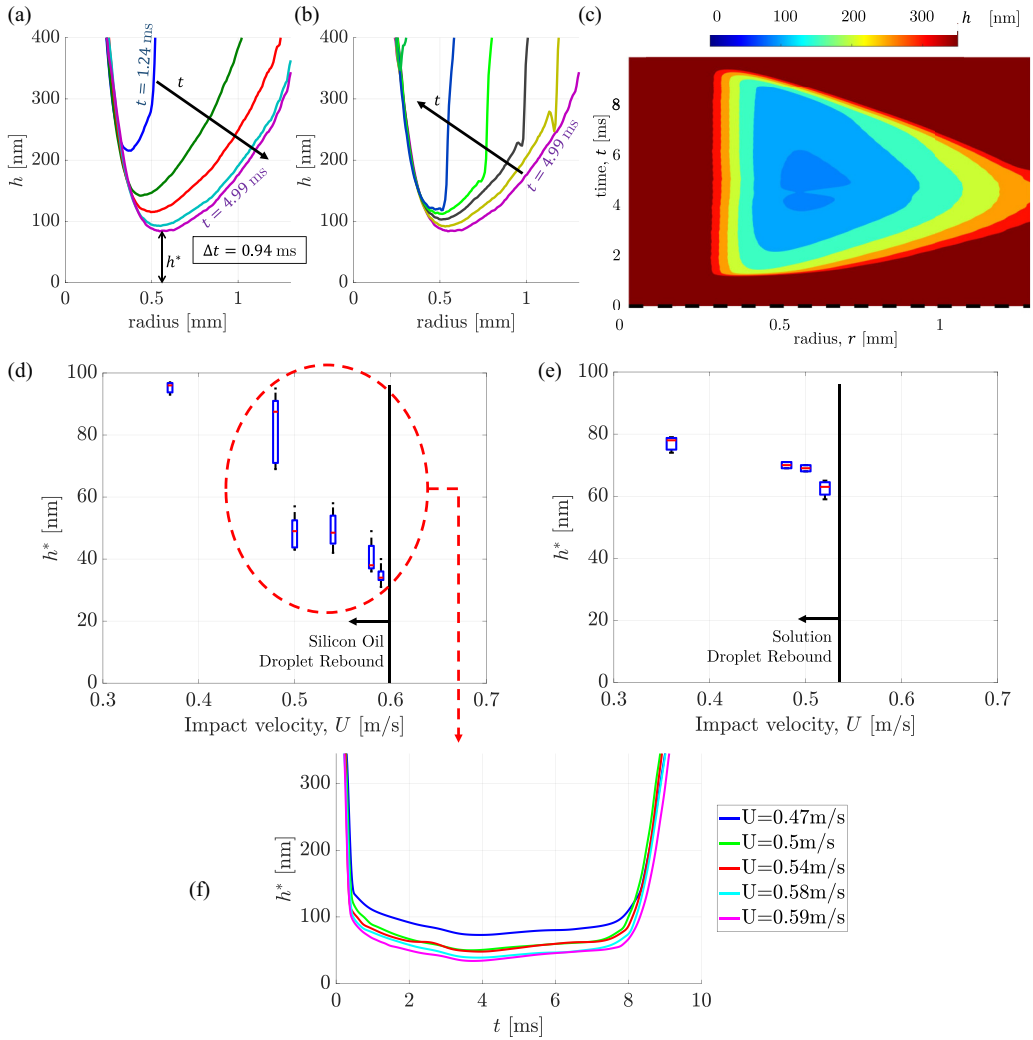 (a)
400
300
200
100
0
h [nm]
t = 1.24 ms
t
t = 4.99 ms
Δt = 0.94 ms
h*
0
0.5
1
radius [mm]
(b)
400
300
200
100
0
h [nm]
t
t = 4.99 ms
0
0.5
1
radius [mm]
(c)
0 100 200 300 h [nm]
8
6
4
2
0
time, t [ms]
0
0.5
1
radius, r [mm]
(d)
100
80
60
40
20
0
h* [nm]
Silicon Oil
Droplet Rebound
0.3 0.4 0.5 0.6 0.7
Impact velocity, U [m/s]
(e)
100
80
60
40
20
0
h* [nm]
Solution
Droplet Rebound
0.3 0.4 0.5 0.6 0.7
Impact velocity, U [m/s]
(f)
300
200
100
0
h* [nm]
0 2 4 6 8 10
t [ms]
U=0.47m/s
U=0.5m/s
U=0.54m/s
U=0.58m/s
U=0.59m/s